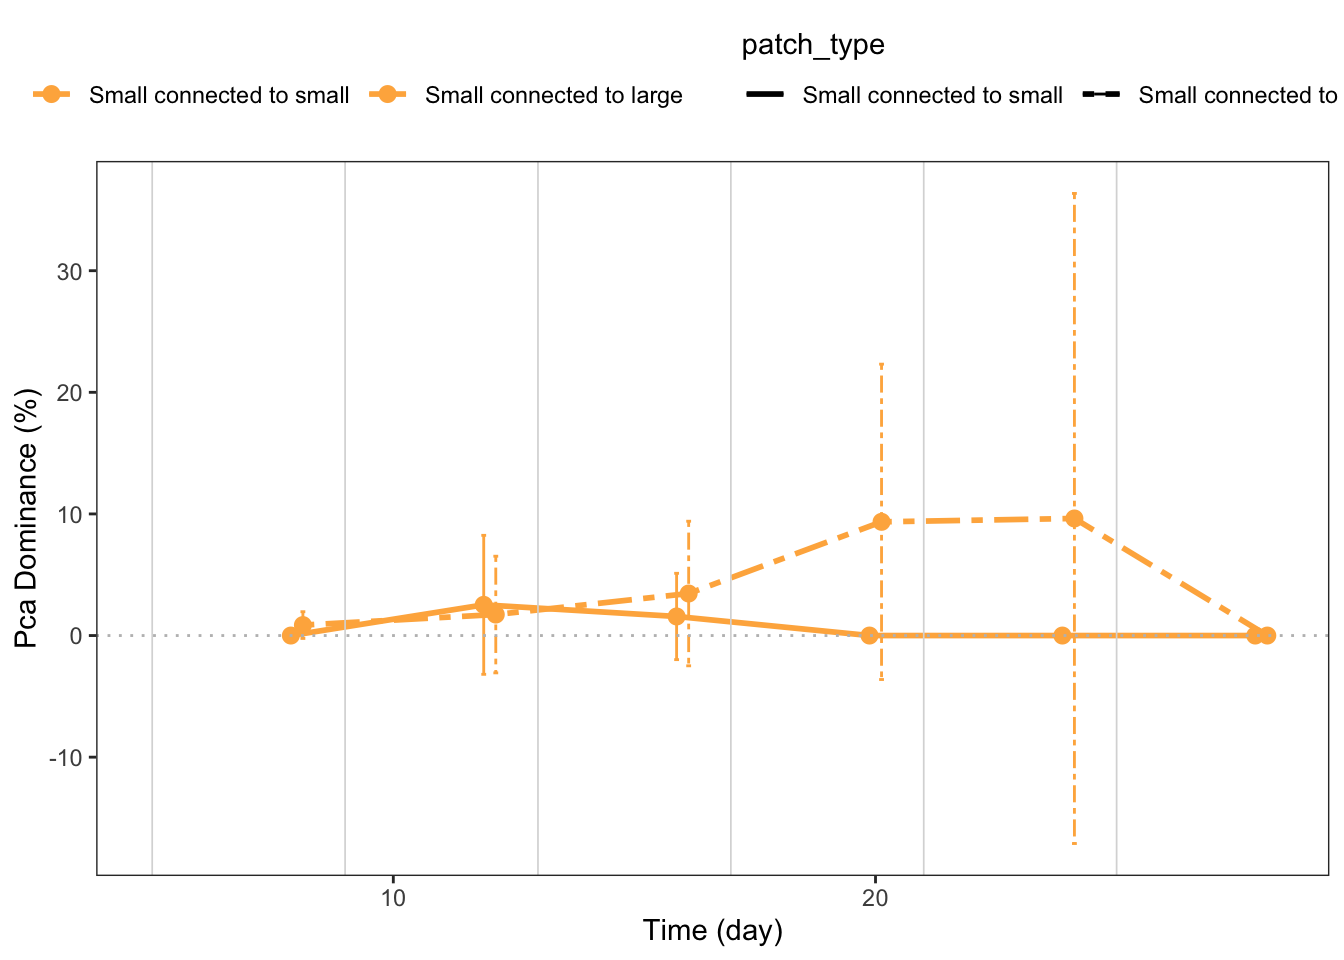 patch_type
Small connected to small Small connected to large Small connected to small Small connected to
30
20
10
0
-10
Pca Dominance (%)
10 20
Time (day)